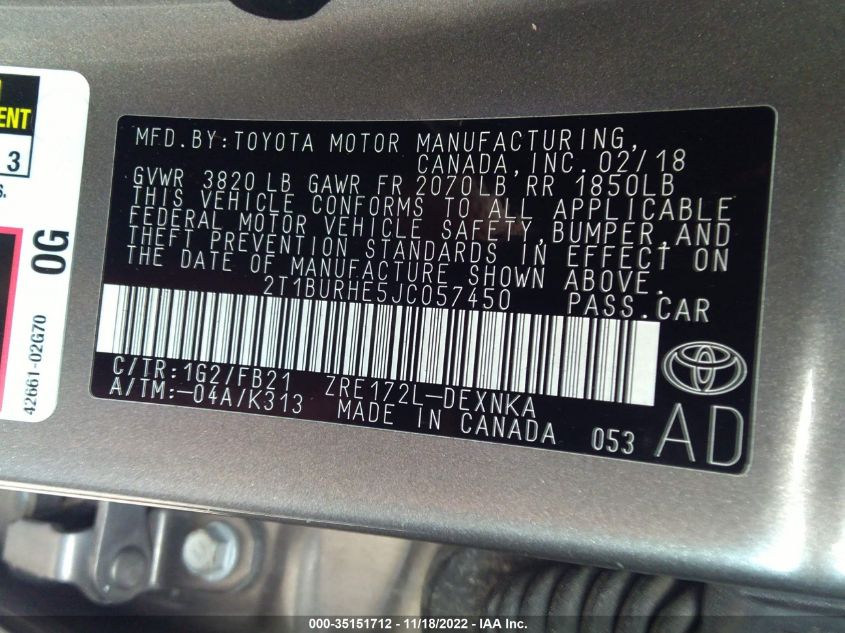 MENT
3
S.
0G
42661-02G70
MFD.BY:TOYOTA MOTOR MANUFACTURING,
CANADA,INC.02/18
GVWR 3820 LB GAWR FR 2070LB RR 1850LB
THIS VEHICLE CONFORMS TO ALL APPLICABLE
FEDERAL MOTOR VEHICLE SAFETY,BUMPER,AND
THEFT PREVENTION STANDARDS IN EFFECT ON
THE DATE OF MANUFACTURE SHOWN ABOVE.
2T1BURHE5JC057450 PASS.CAR
C/TR:1G2/FB21 ZRE172L-DEXNKA
A/TM:-04A/K313 MADE IN CANADA 053
AD
000-35151712 - 11/18/2022 - IAA Inc.